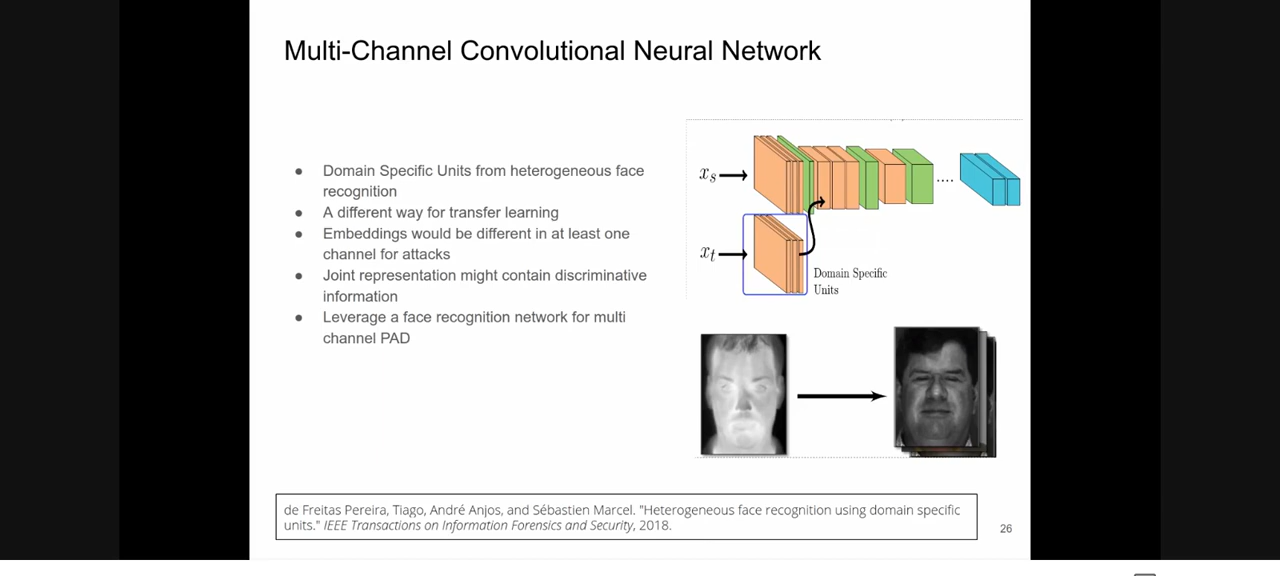 Multi-Channel Convolutional Neural Network
● Domain Specific Units from heterogeneous face
recognition
● A different way for transfer learning
● Embeddings would be different in at least one
channel for attacks
● Joint representation might contain discriminative
information
● Leverage a face recognition network for multi
channel PAD
xs
....
xt
Domain Specific
Units
de Freitas Pereira, Tiago, André Anjos, and Sébastien Marcel. "Heterogeneous face recognition using domain specific
units." IEEE Transactions on Information Forensics and Security, 2018.
26